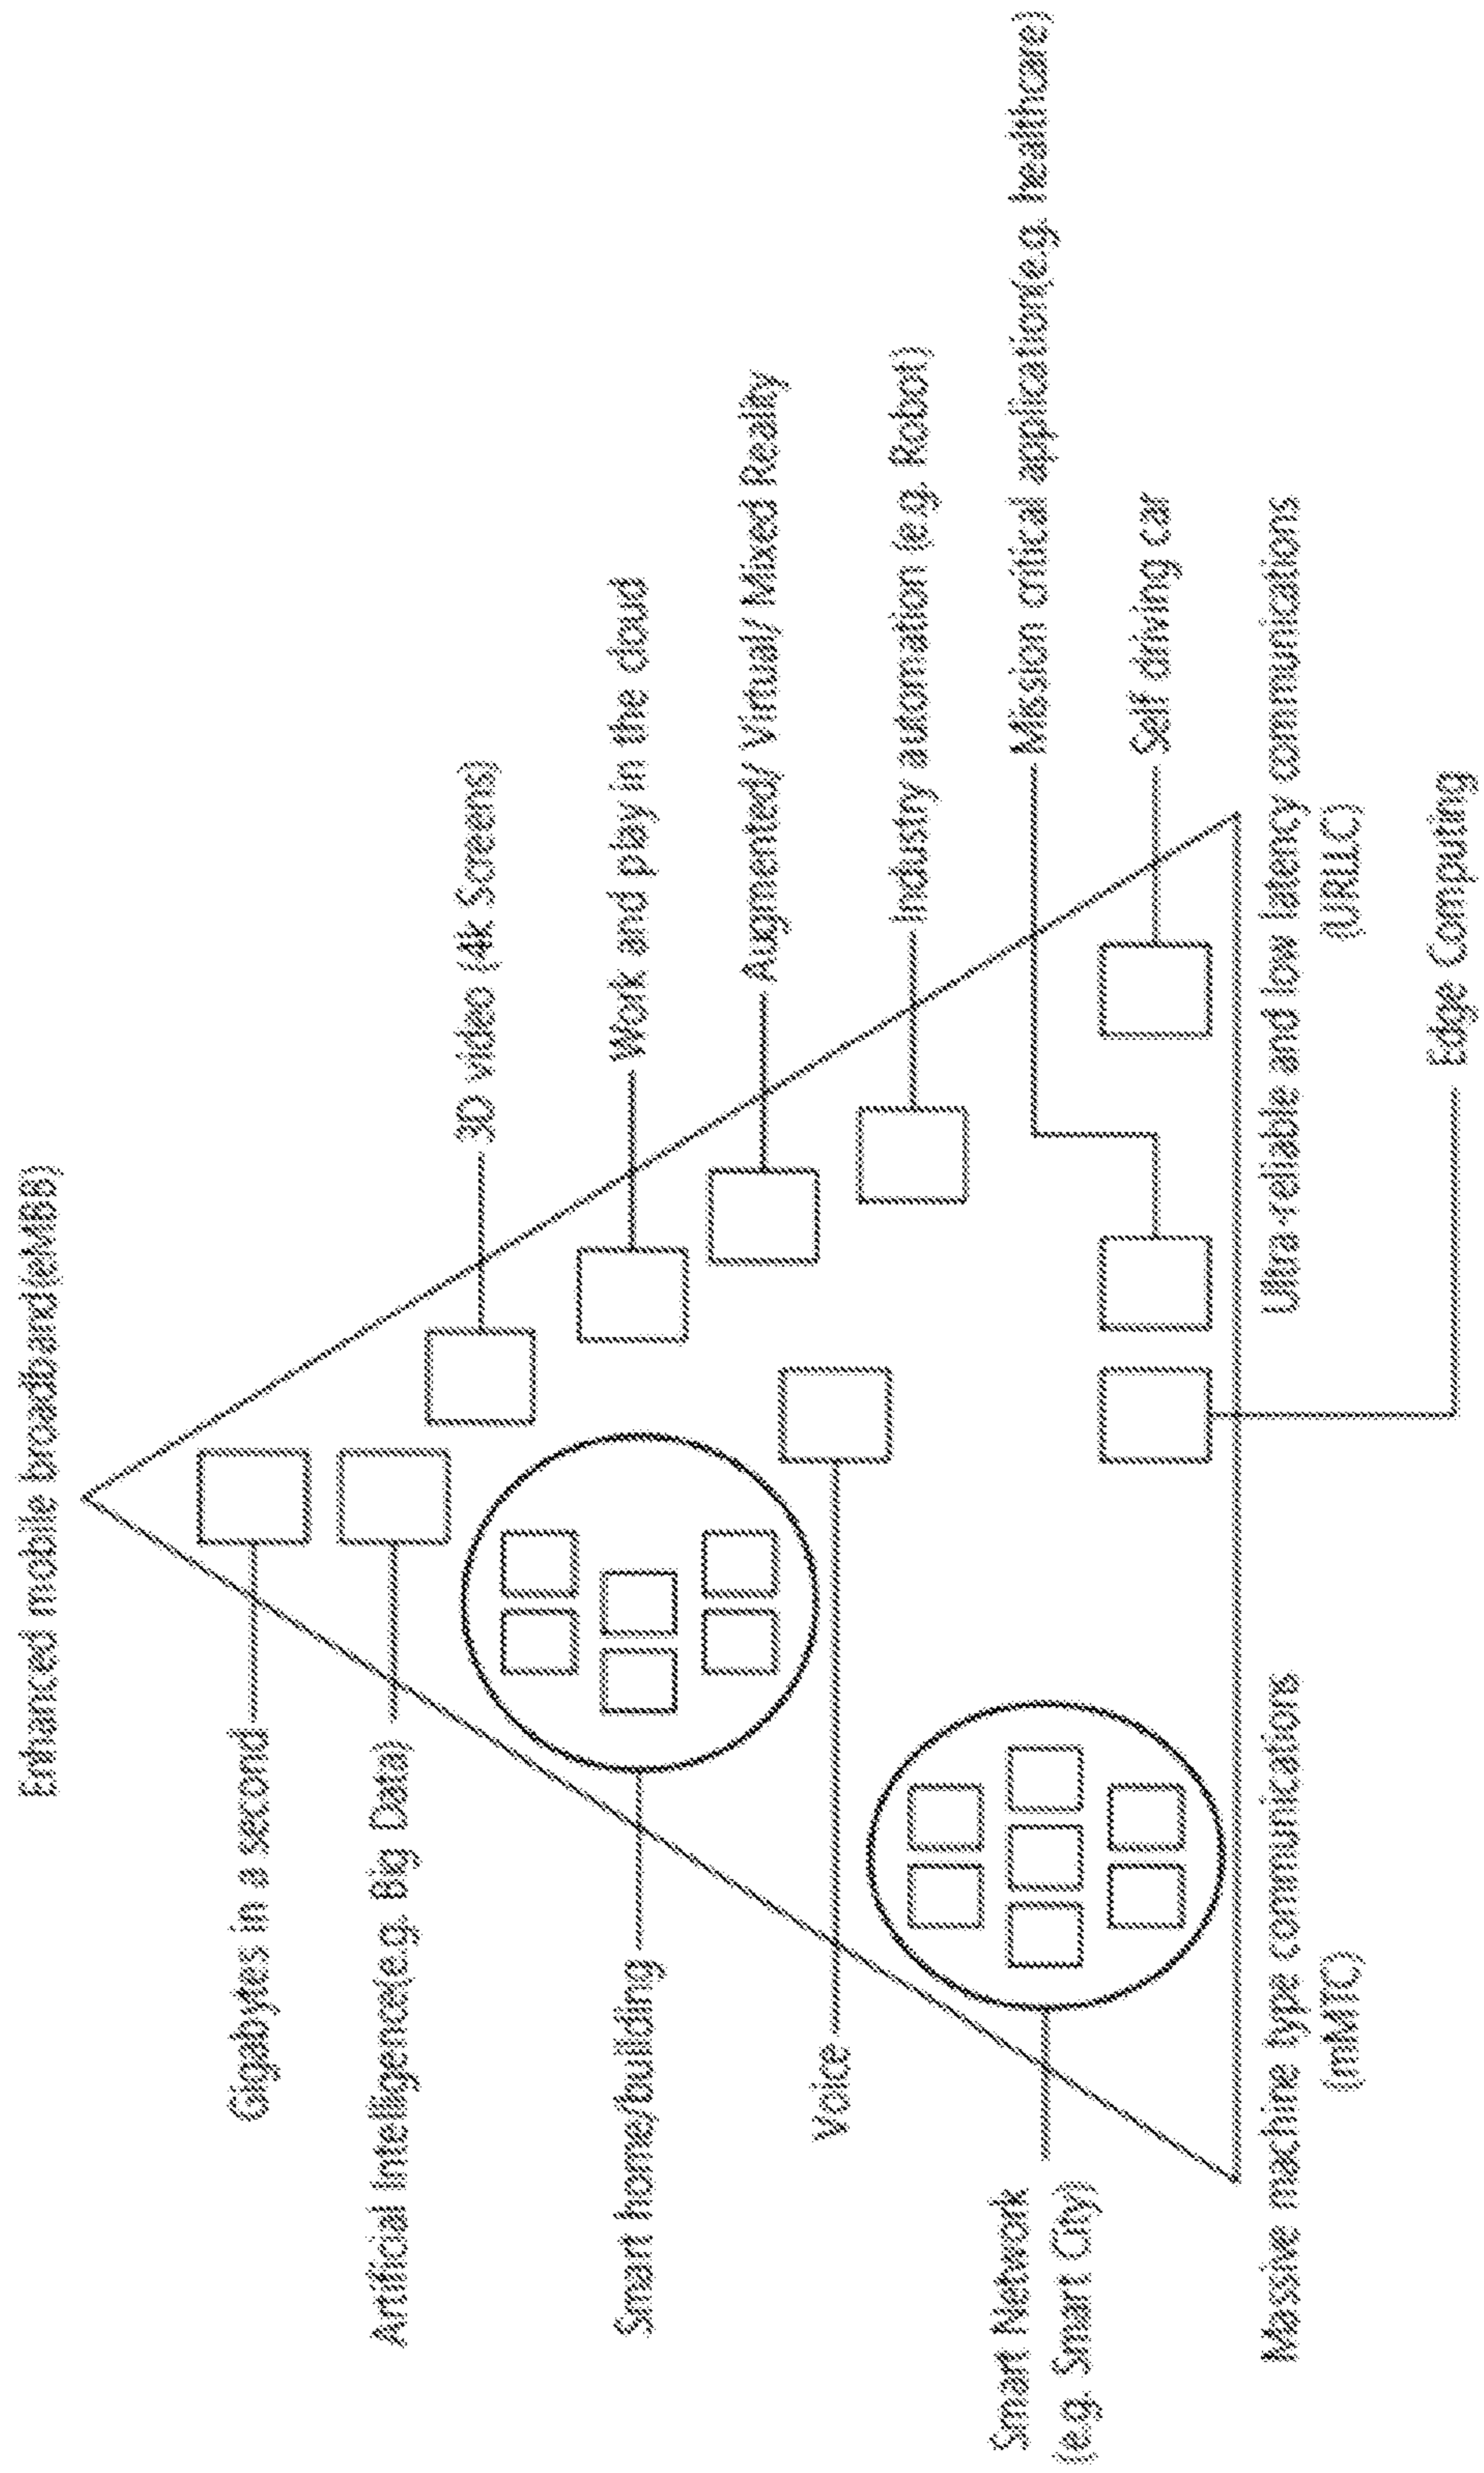 Enhanced mobile broadband(eMBB)
Gigabytes in a second
Artificial Intelligence(e.g. Big Data)
3D video (4k Screens)
Smart home/building
Work and play in the cloud
Augmented/ Virtual/ Mixed Reality
Voice
Industry automation (e.g. Robot)
Smart Network
(e.g. Smart City)
Mission critical application(e.g. healthcare)
Self driving car
Massive machine type communications
(mMTC)
Ultra-reliable and low latency communications
(URLLC)
Edge Computing